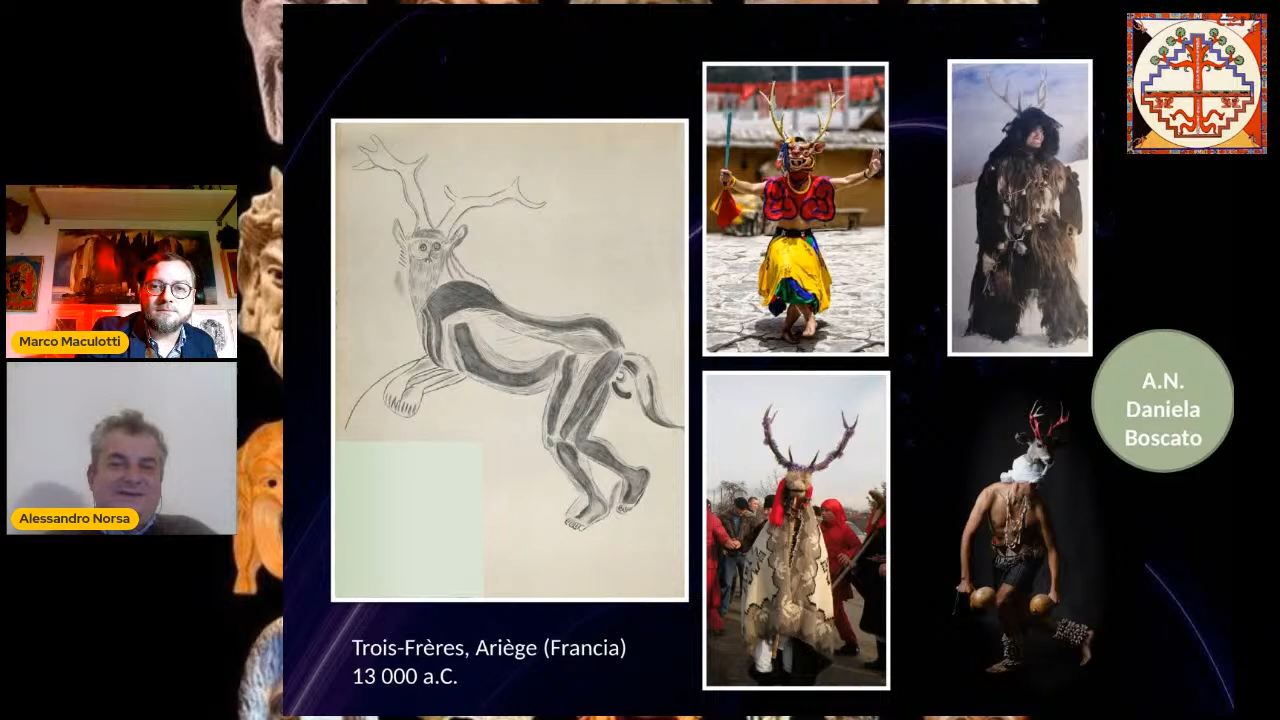 Marco Maculotti
Alessandro Norsa
Trois-Frères, Ariège (Francia)
13 000 a.C.
A.N.
Daniela
Boscato